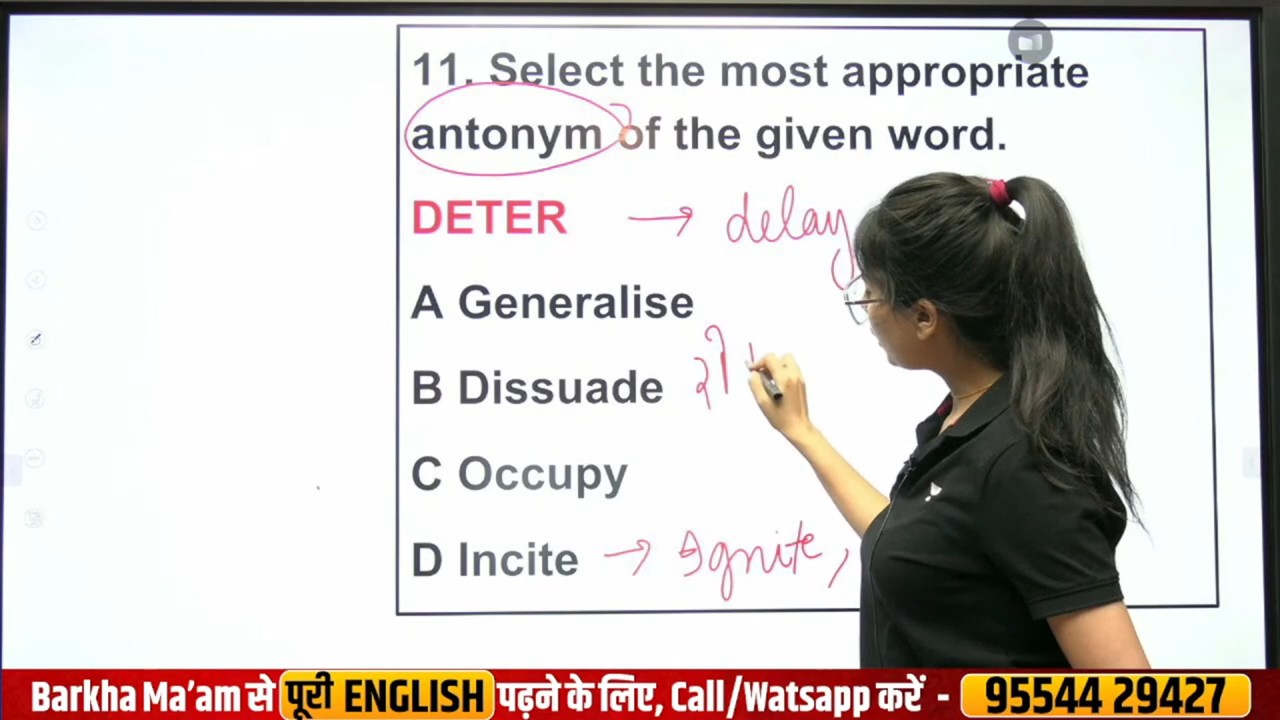 11. Select the most appropriate
antonym of the given word.
DETER → delay
A Generalise
B Dissuade
C Occupy
D Incite → Ignite,
Barkha Ma’am से पूरी ENGLISH पढ़ने के लिए, Call/Watsapp करें - 95544 29427